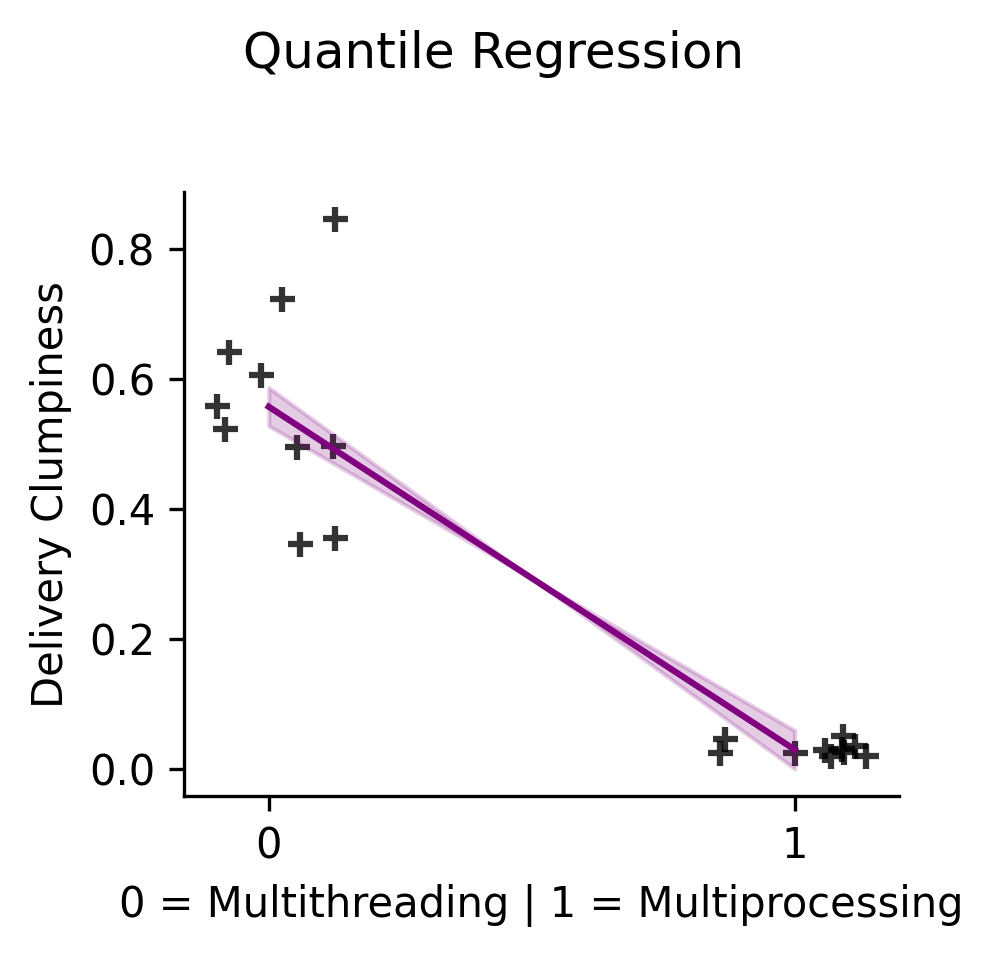 Quantile Regression
Delivery Clumpiness
0.8
0.6
0.4
0.2
0.0
0
1
0 = Multithreading | 1 = Multiprocessing